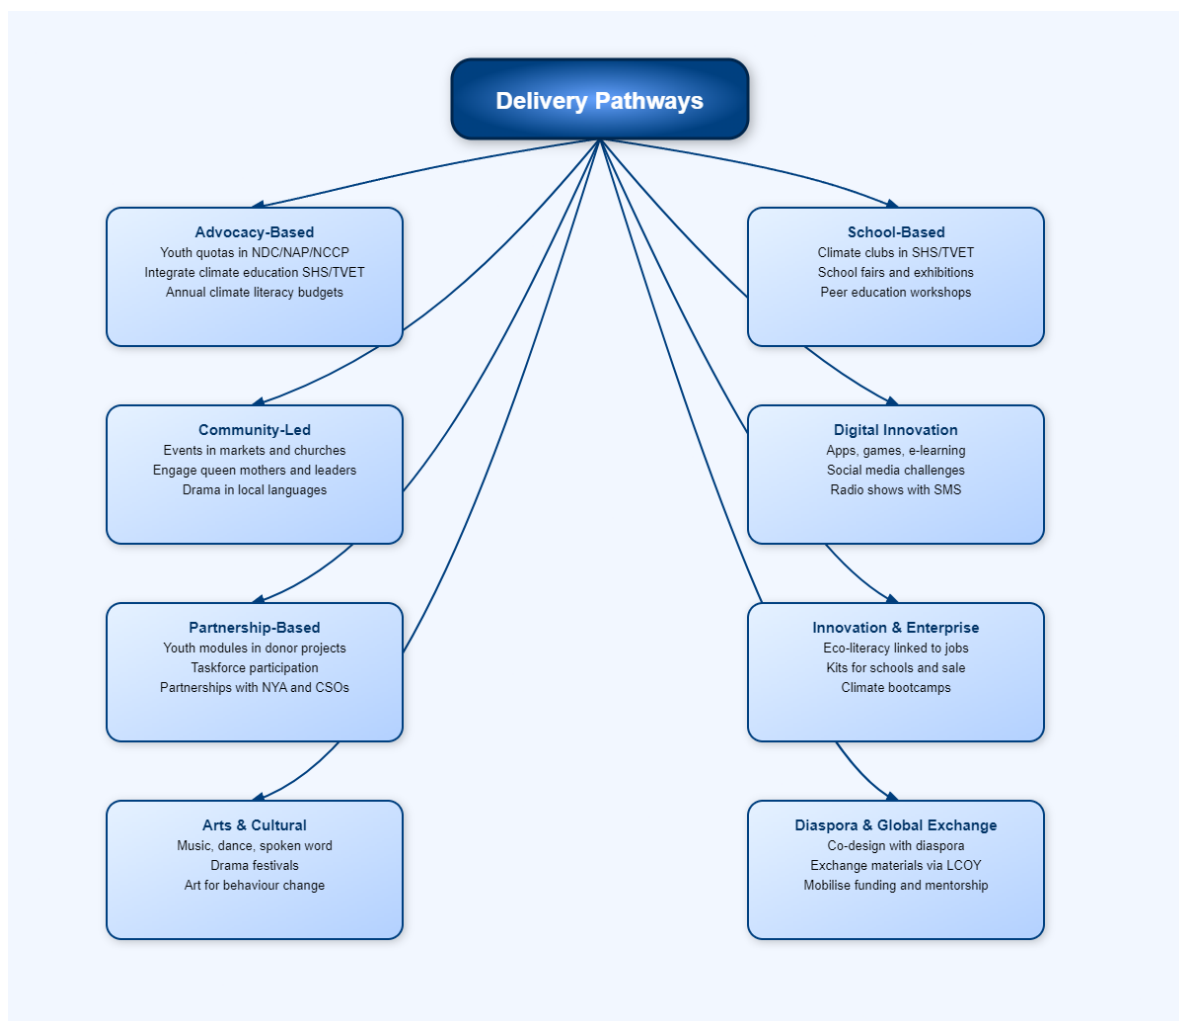 Delivery Pathways
Advocacy-Based
Youth quotas in NDC/NAP/NCCP
Integrate climate education SHS/TVET
Annual climate literacy budgets
School-Based
Climate clubs in SHS/TVET
School fairs and exhibitions
Peer education workshops
Community-Led
Events in markets and churches
Engage queen mothers and leaders
Drama in local languages
Digital Innovation
Apps, games, e-learning
Social media challenges
Radio shows with SMS
Partnership-Based
Youth modules in donor projects
Taskforce participation
Partnerships with NYA and CSOs
Innovation & Enterprise
Eco-literacy linked to jobs
Kits for schools and sale
Climate bootcamps
Arts & Cultural
Music, dance, spoken word
Drama festivals
Art for behaviour change
Diaspora & Global Exchange
Co-design with diaspora
Exchange materials via LCOY
Mobilise funding and mentorship